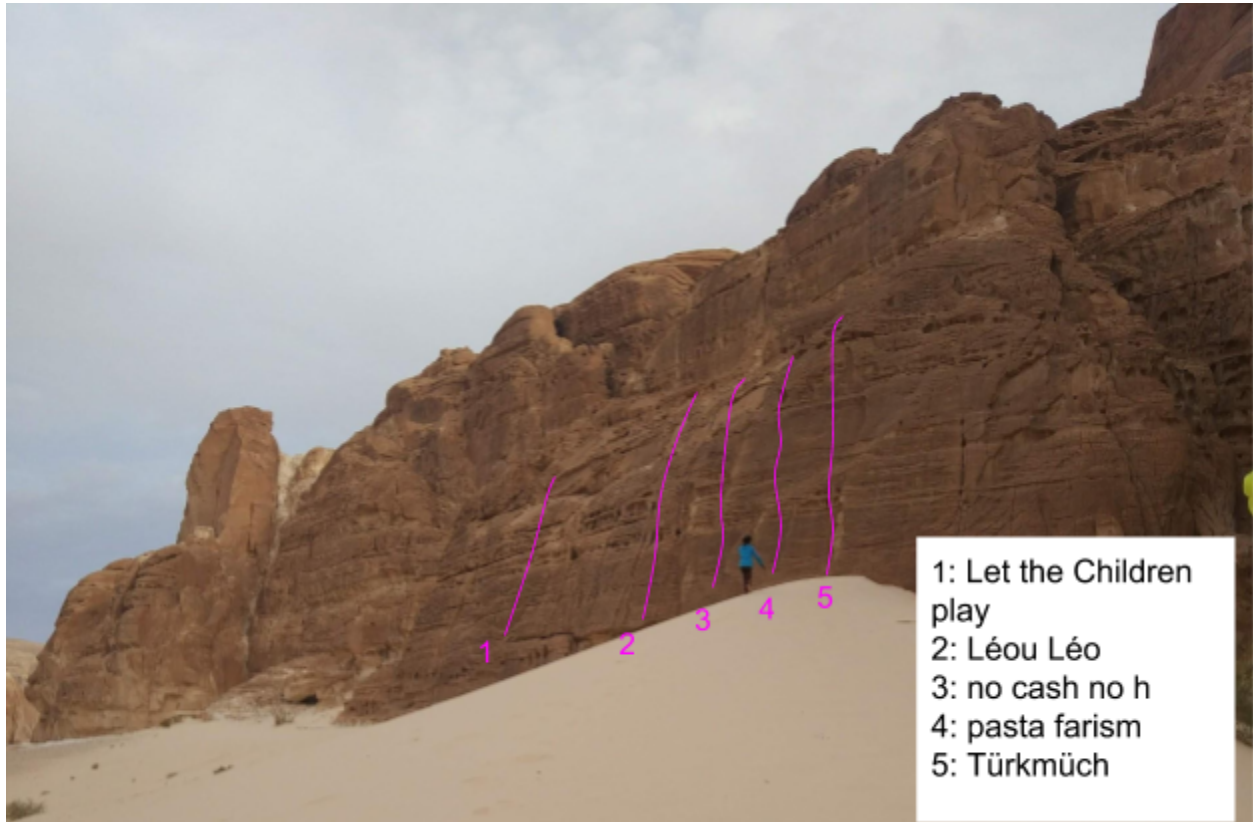 1
2
3
4
5
1: Let the Children
play
2: Léou Léo
3: no cash no h
4: pasta farism
5: Türkmüch